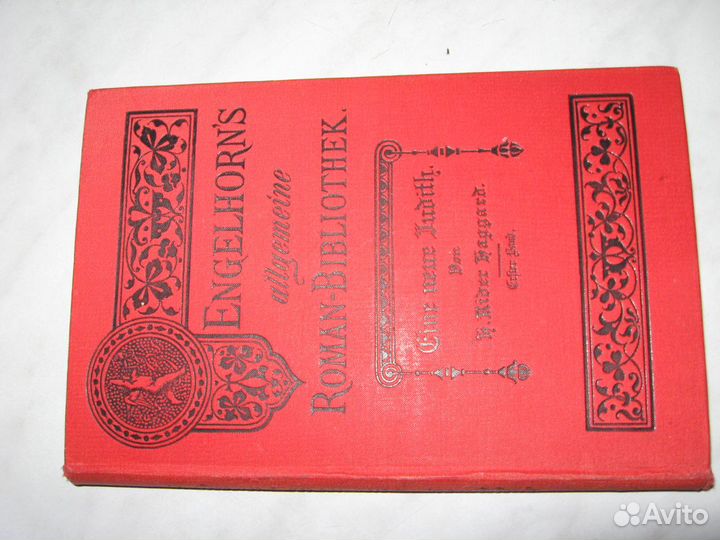 ENGELHORN'S
allgemeine
ROMAN-BIBLIOTHEK.
Eine neue Judith.
Von
H Rider Haggard.
Erster Band.
Avito